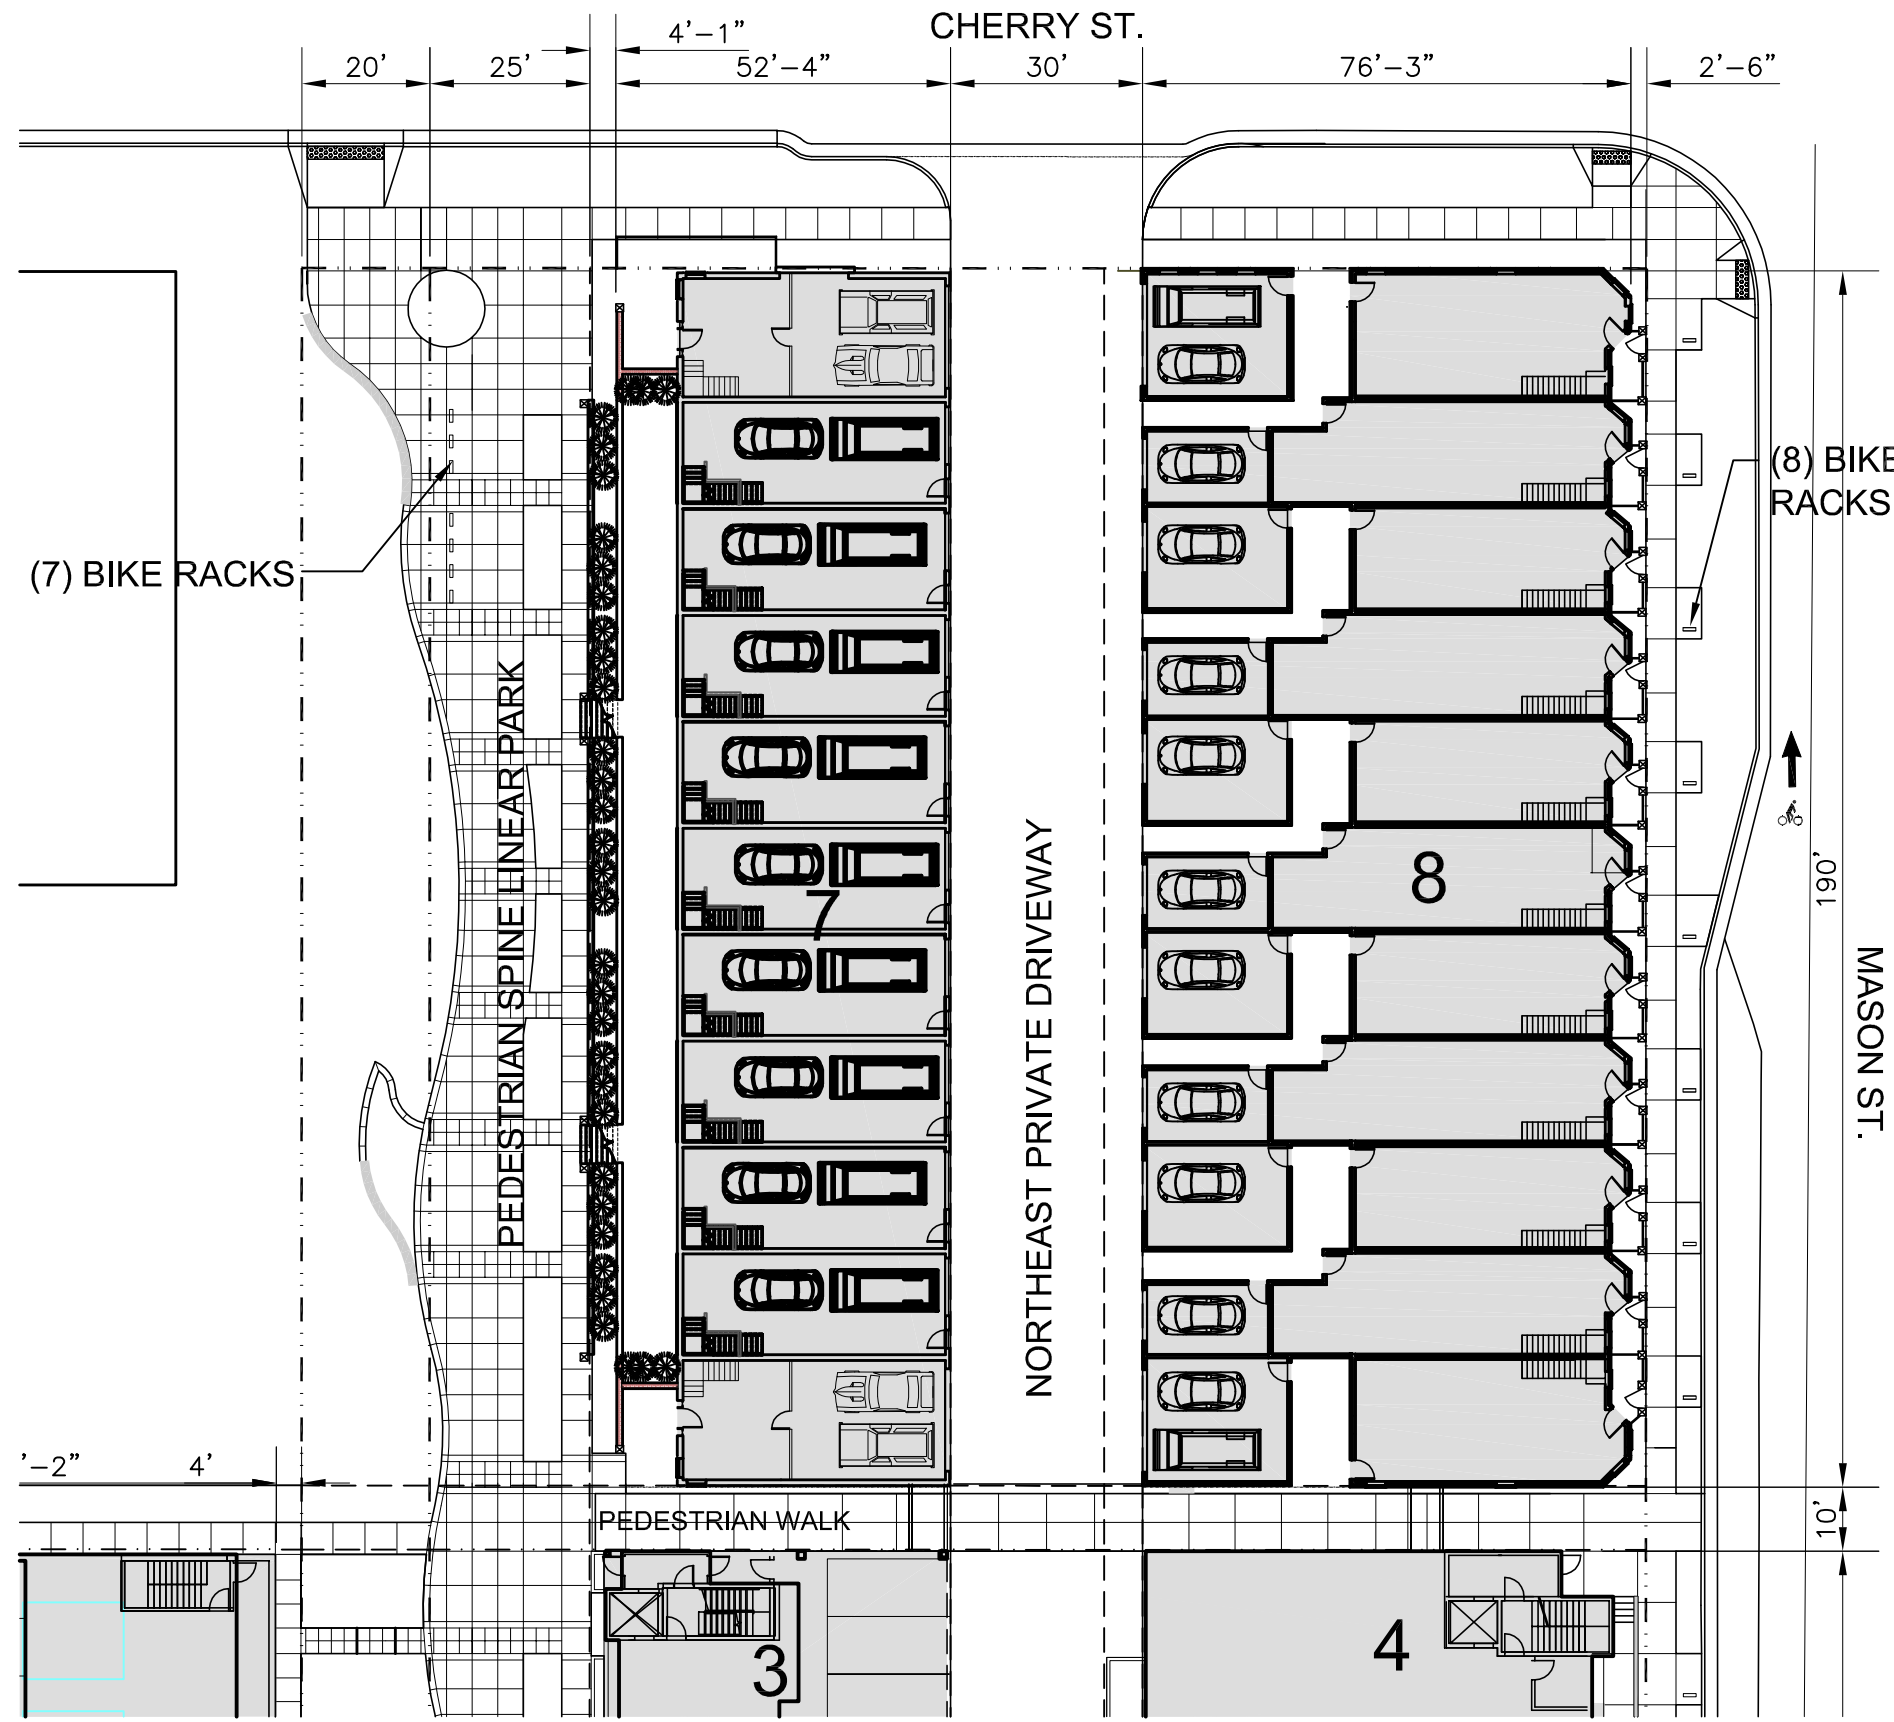 CHERRY ST.
4'-1"
20'
25'
52'-4"
30'
76'-3"
2'-6"
(8) BIKE
RACKS
(7) BIKE RACKS
PEDESTRIAN SPINE LINEAR PARK
7
NORTHEAST PRIVATE DRIVEWAY
8
190'
MASON ST.
'-2"
4'
PEDESTRIAN WALK
10'
3
4